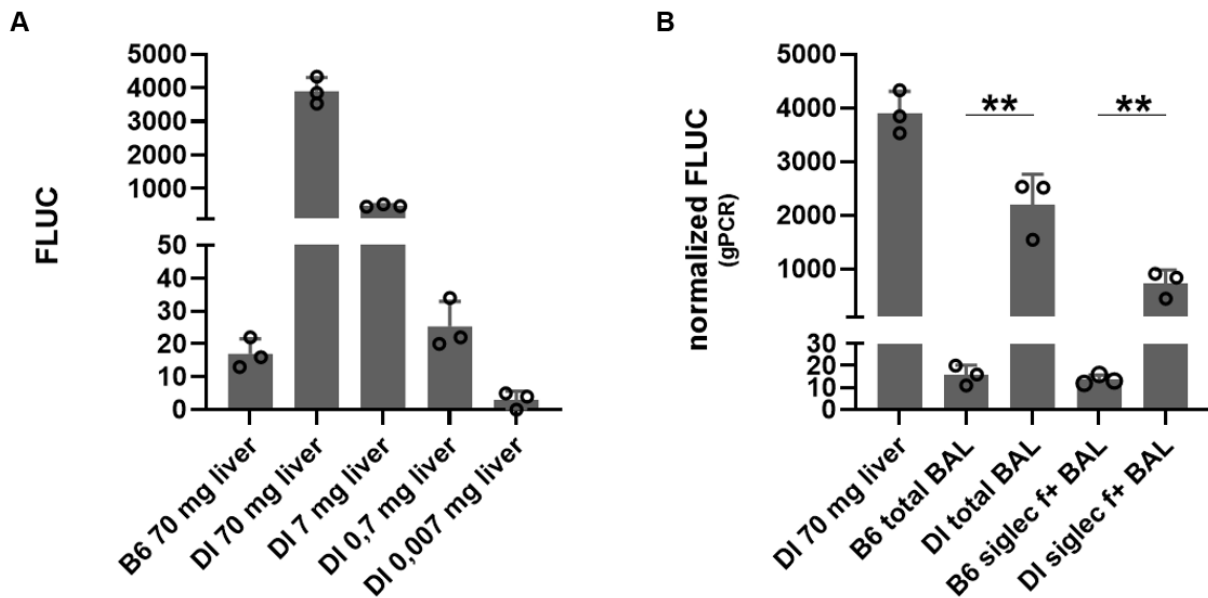 A
FLUC
5000
4000
3000
2000
1000
50
40
30
20
10
0
B6 70 mg liver
DI 70 mg liver
DI 7 mg liver
DI 0,7 mg liver
DI 0,007 mg liver
B
normalized FLUC
(gPCR)
5000
4000
3000
2000
1000
30
20
10
0
**
**
DI 70 mg liver
B6 total BAL
DI total BAL
B6 siglec f+ BAL
DI siglec f+ BAL